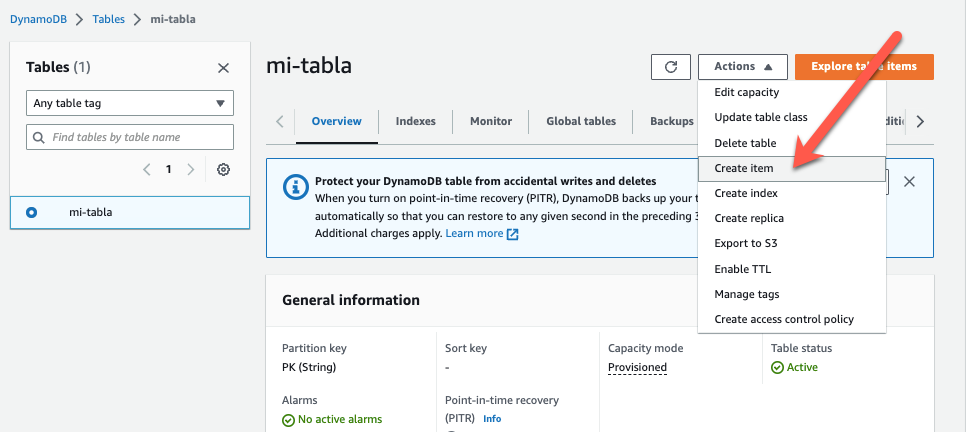 DynamoDB > Tables > mi-tabla
Tables (1)
Any table tag
Find tables by table name
1
mi-tabla
mi-tabla
Actions
Explore table items
Overview
Indexes
Monitor
Global tables
Backups
Edit capacity
Update table class
Delete table
Create item
Create index
Create replica
Export to S3
Enable TTL
Manage tags
Create access control policy
Protect your DynamoDB table from accidental writes and deletes
When you turn on point-in-time recovery (PITR), DynamoDB backs up your
automatically so that you can restore to any given second in the preceding
Additional charges apply. Learn more
General information
Partition key
PK (String)
Sort key
-
Capacity mode
Provisioned
Table status
Active
Alarms
No active alarms
Point-in-time recovery
(PITR) Info